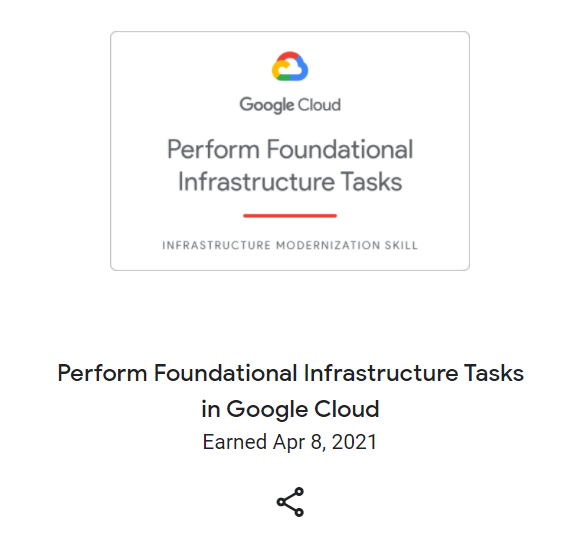 Google Cloud
Perform Foundational
Infrastructure Tasks
INFRASTRUCTURE MODERNIZATION SKILL
Perform Foundational Infrastructure Tasks
in Google Cloud
Earned Apr 8, 2021